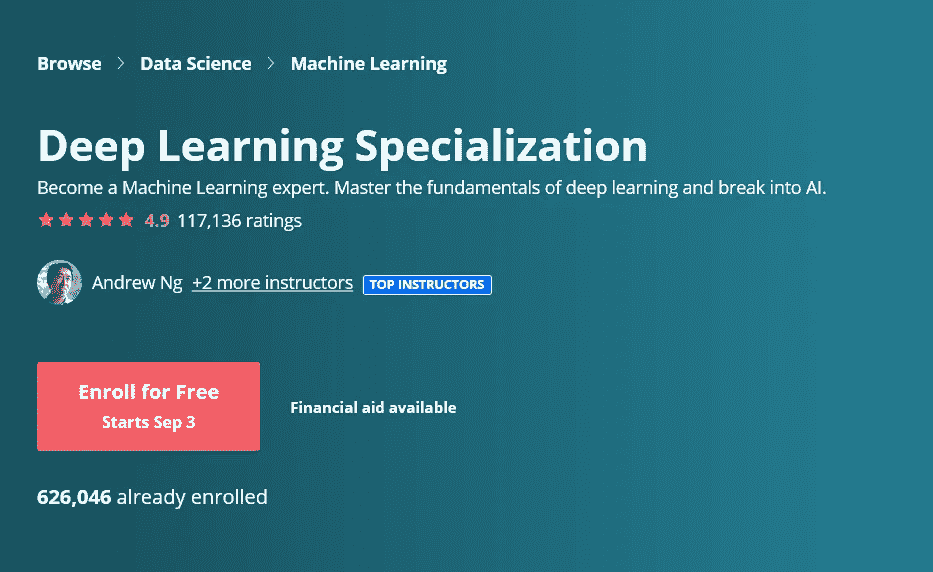 Browse > Data Science > Machine Learning
Deep Learning Specialization
Become a Machine Learning expert. Master the fundamentals of deep learning and break into AI.
4.9 117,136 ratings
Andrew Ng +2 more instructors TOP INSTRUCTORS
Enroll for Free
Starts Sep 3
Financial aid available
626,046 already enrolled